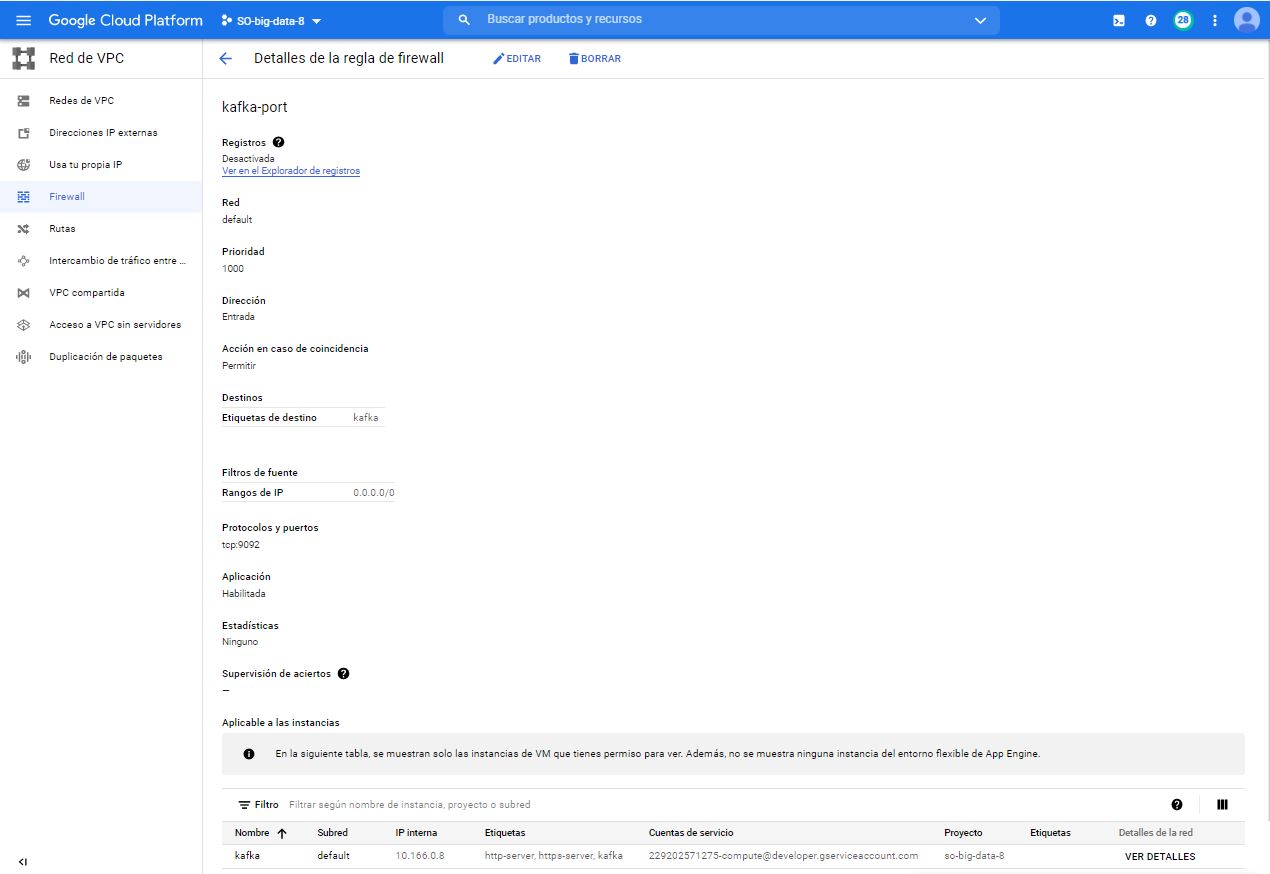 Google Cloud Platform SO-big-data-8 Buscar productos y recursos 28
Red de VPC
Detalles de la regla de firewall EDITAR BORRAR
Redes de VPC
Direcciones IP externas
Usa tu propia IP
Firewall
Rutas
Intercambio de tráfico entre ...
VPC compartida
Acceso a VPC sin servidores
Duplicación de paquetes
kafka-port
Registros
Desactivada
Ver en el Explorador de registros
Red
default
Prioridad
1000
Dirección
Entrada
Acción en caso de coincidencia
Permitir
Destinos
Etiquetas de destino kafka
Filtros de fuente
Rangos de IP 0.0.0.0/0
Protocolos y puertos
tcp:9092
Aplicación
Habilitada
Estadísticas
Ninguno
Supervisión de aciertos
—
Aplicable a las instancias
En la siguiente tabla, se muestran solo las instancias de VM que tienes permiso para ver. Además, no se muestra ninguna instancia del entorno flexible de App Engine.
Filtro Filtrar según nombre de instancia, proyecto o subred
Nombre Subred IP interna Etiquetas Cuentas de servicio Proyecto Etiquetas Detalles de la red
kafka default 10.166.0.8 http-server, https-server, kafka 229202571275-compute@developer.gserviceaccount.com so-big-data-8 VER DETALLES